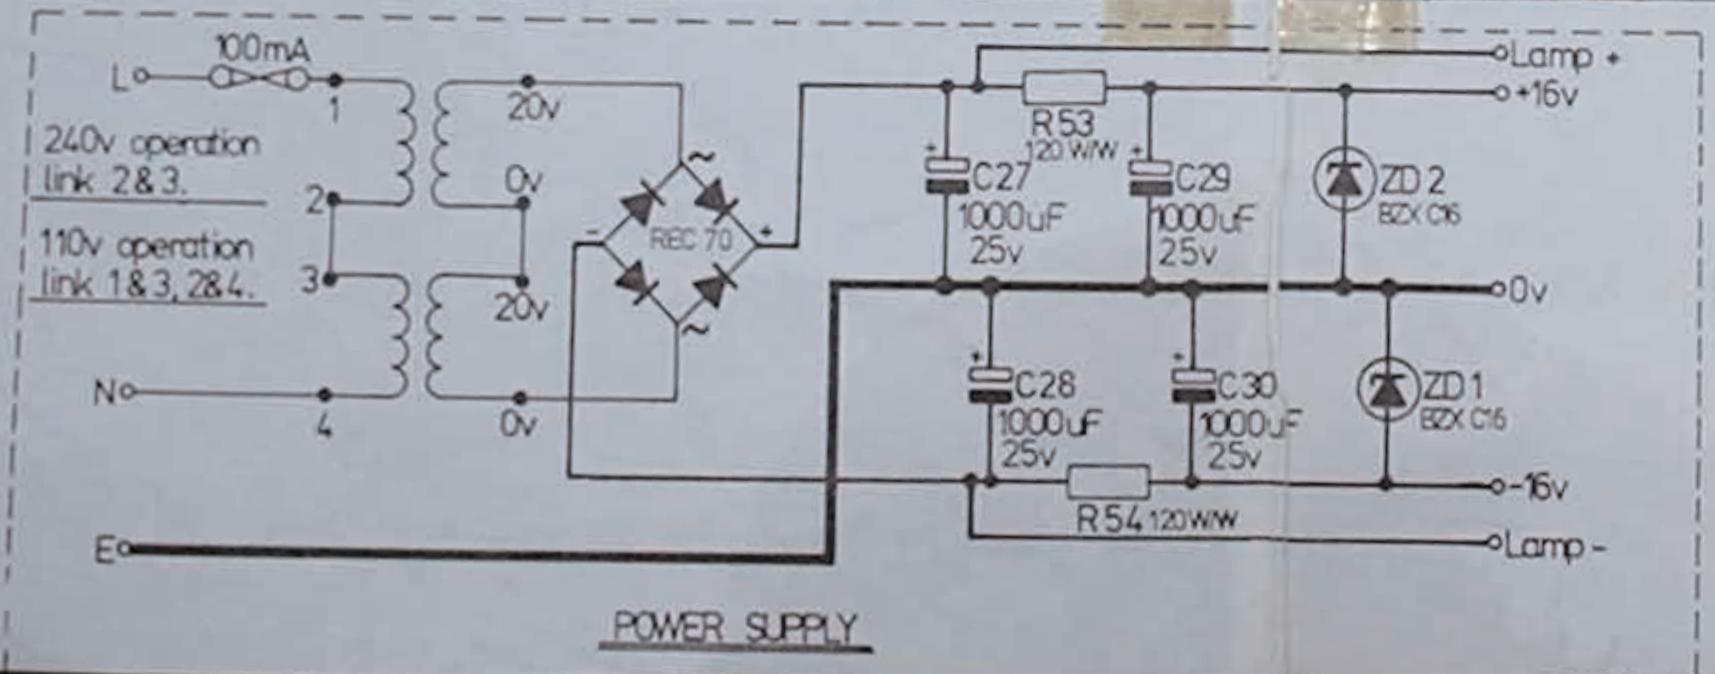 100mA
L
1
20v
240v operation
link 2&3.
2
0v
110v operation
link 1&3, 2&4.
3
20v
N
4
0v
E
~
-
REC 70
+
~
Lamp +
+16v
R53
120 W/W
+
C27
1000uF
25v
+
C29
1000uF
25v
ZD 2
BZX C16
0v
+
C28
1000uF
25v
+
C30
1000uF
25v
ZD 1
BZX C16
-16v
R54 120W/W
Lamp -
POWER SUPPLY